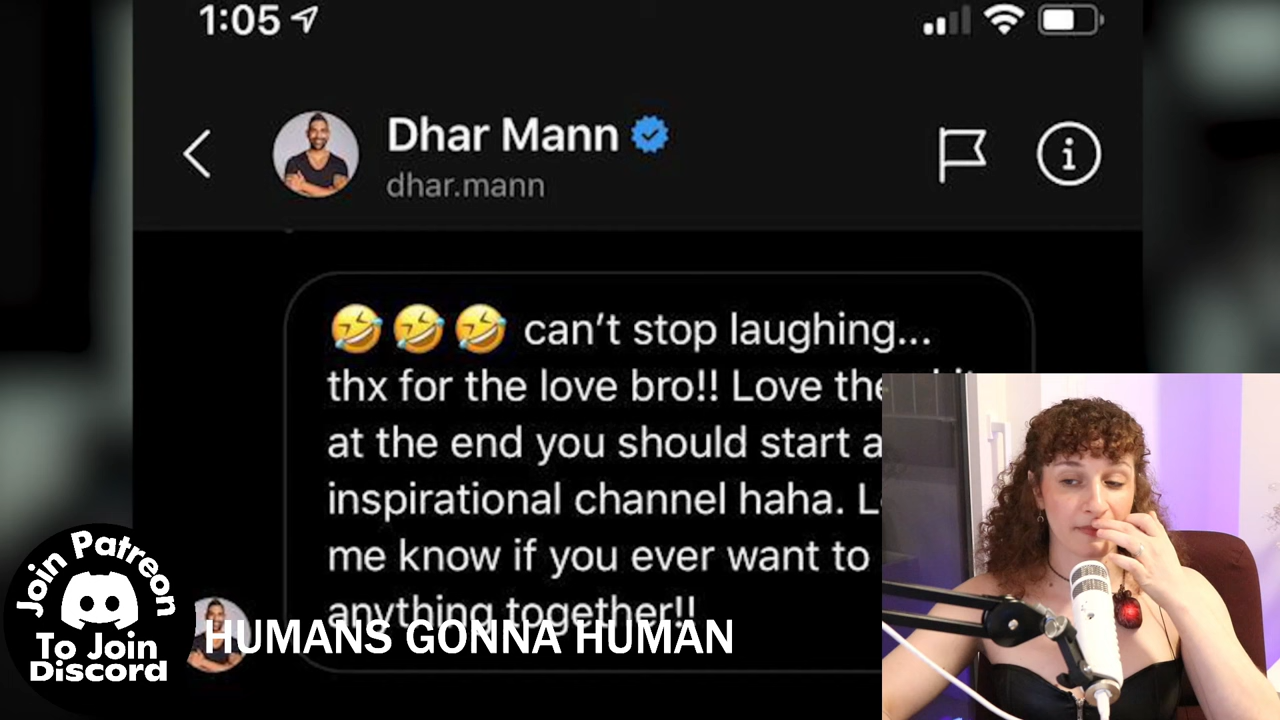 1:05
Dhar Mann
dhar.mann
🤣🤣🤣 can’t stop laughing...
thx for the love bro!! Love the
at the end you should start a
inspirational channel haha.
me know if you ever want to
anything together!!
HUMANS GONNA HUMAN
Join Patreon
To Join
Discord